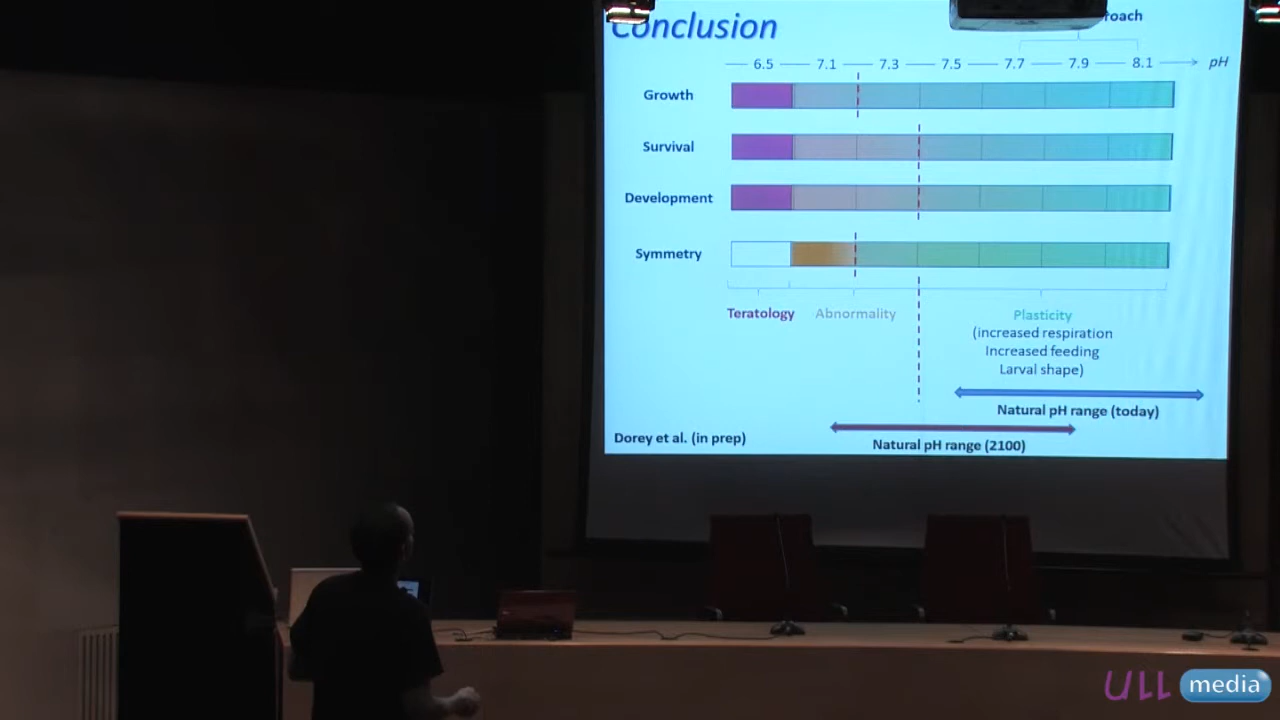 Conclusion
6.5 7.1 7.3 7.5 7.7 7.9 8.1 pH
Growth
Survival
Development
Symmetry
Teratology Abnormality Plasticity
(increased respiration
Increased feeding
Larval shape)
Natural pH range (today)
Dorey et al. (in prep)
Natural pH range (2100)
ULL media